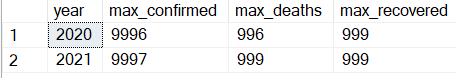 year max_confirmed max_deaths max_recovered
1 2020 9996 996 999
2 2021 9997 999 999